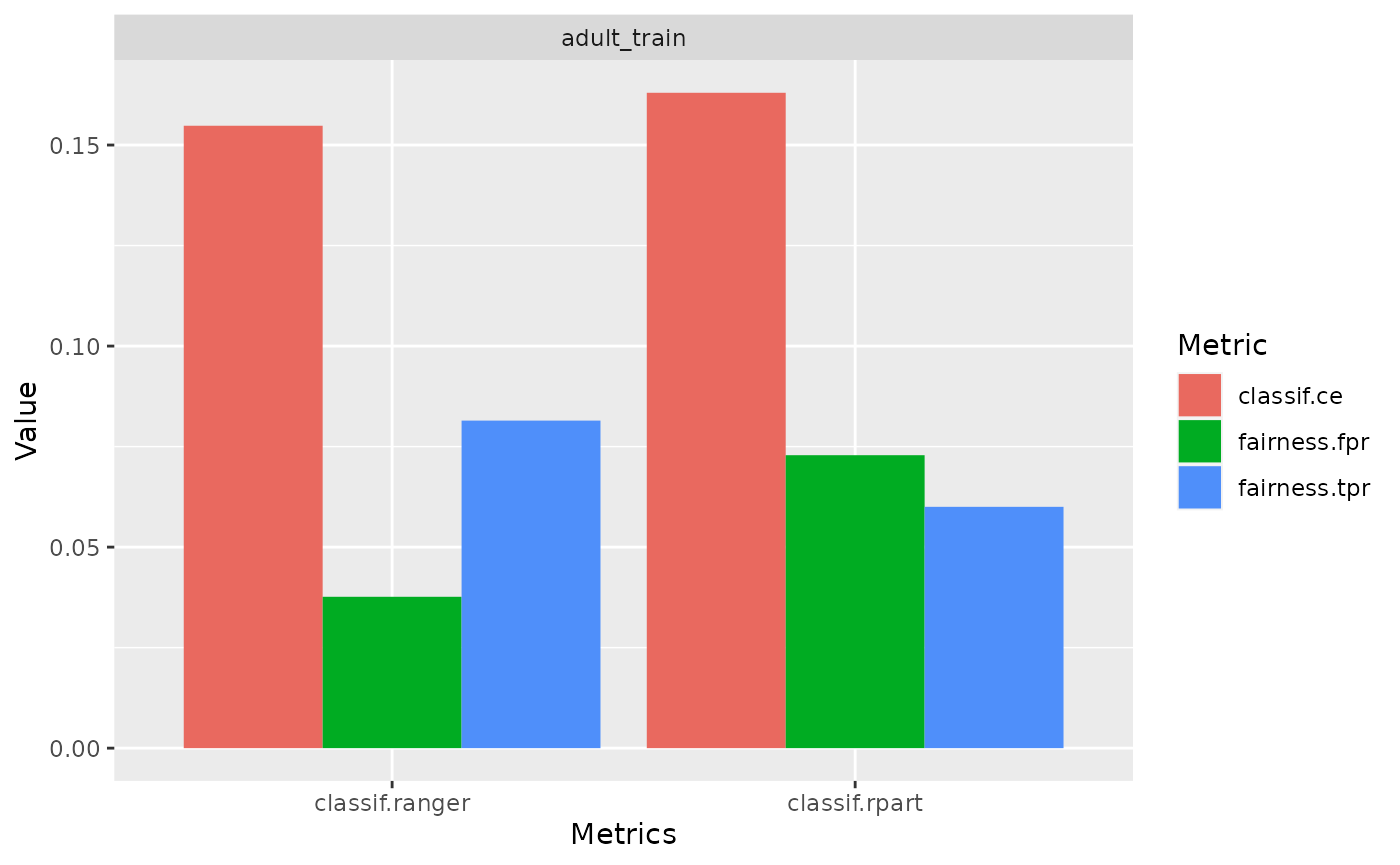 adult_train
0.15
0.10
0.05
0.00
Value
classif.ranger
classif.rpart
Metrics
Metric
classif.ce
fairness.fpr
fairness.tpr